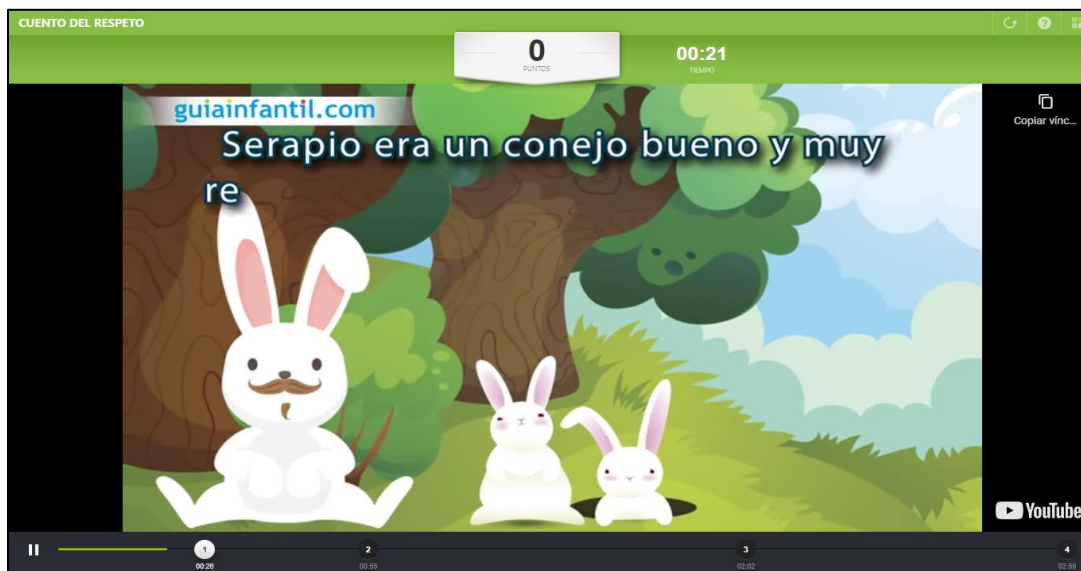 CUENTO DEL RESPETO
?
0
PUNTOS
00:21
TIEMPO
guiainfantil.com
Serapio era un conejo bueno y muy
re
Copiar vínc...
YouTube
1
2
3
4
00:26
00:55
02:02
02:59